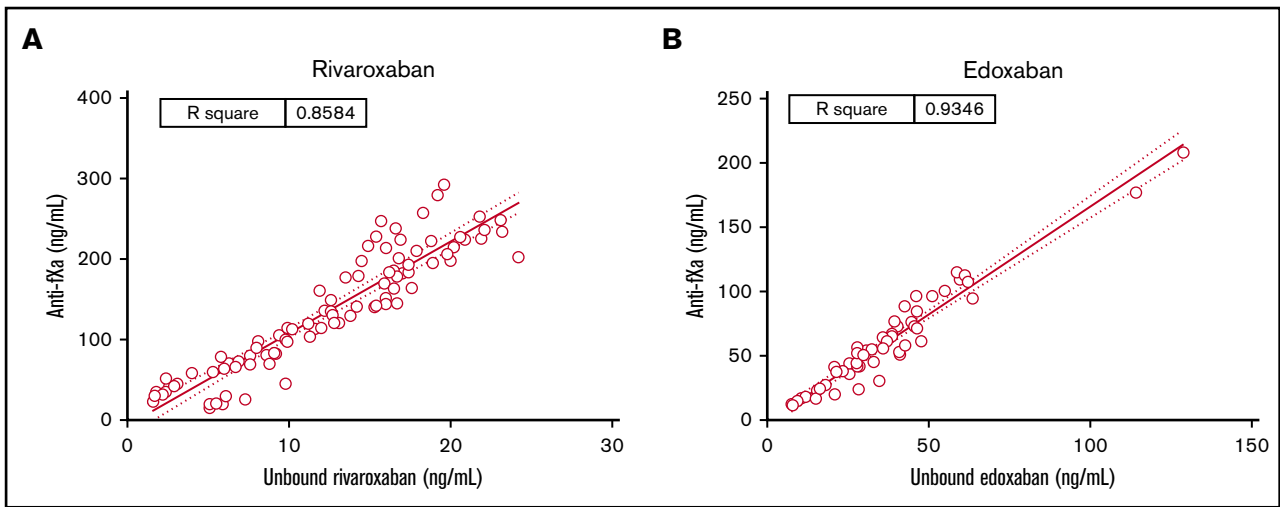 A
Rivaroxaban
R square 0.8584
400
300
200
100
0
Anti-fXa (ng/mL)
0 10 20 30
Unbound rivaroxaban (ng/mL)
B
Edoxaban
R square 0.9346
250
200
150
100
50
0
Anti-fXa (ng/mL)
0 50 100 150
Unbound edoxaban (ng/mL)